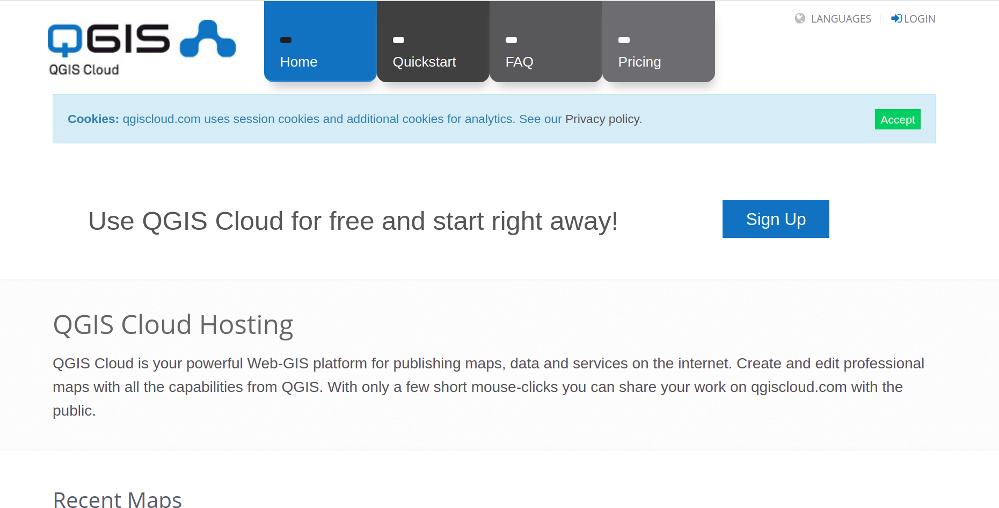 QGIS
QGIS Cloud
Home
Quickstart
FAQ
Pricing
LANGUAGES
LOGIN
Cookies: qgiscloud.com uses session cookies and additional cookies for analytics. See our Privacy policy.
Accept
Use QGIS Cloud for free and start right away!
Sign Up
QGIS Cloud Hosting
QGIS Cloud is your powerful Web-GIS platform for publishing maps, data and services on the internet. Create and edit professional
maps with all the capabilities from QGIS. With only a few short mouse-clicks you can share your work on qgiscloud.com with the
public.
Recent Maps